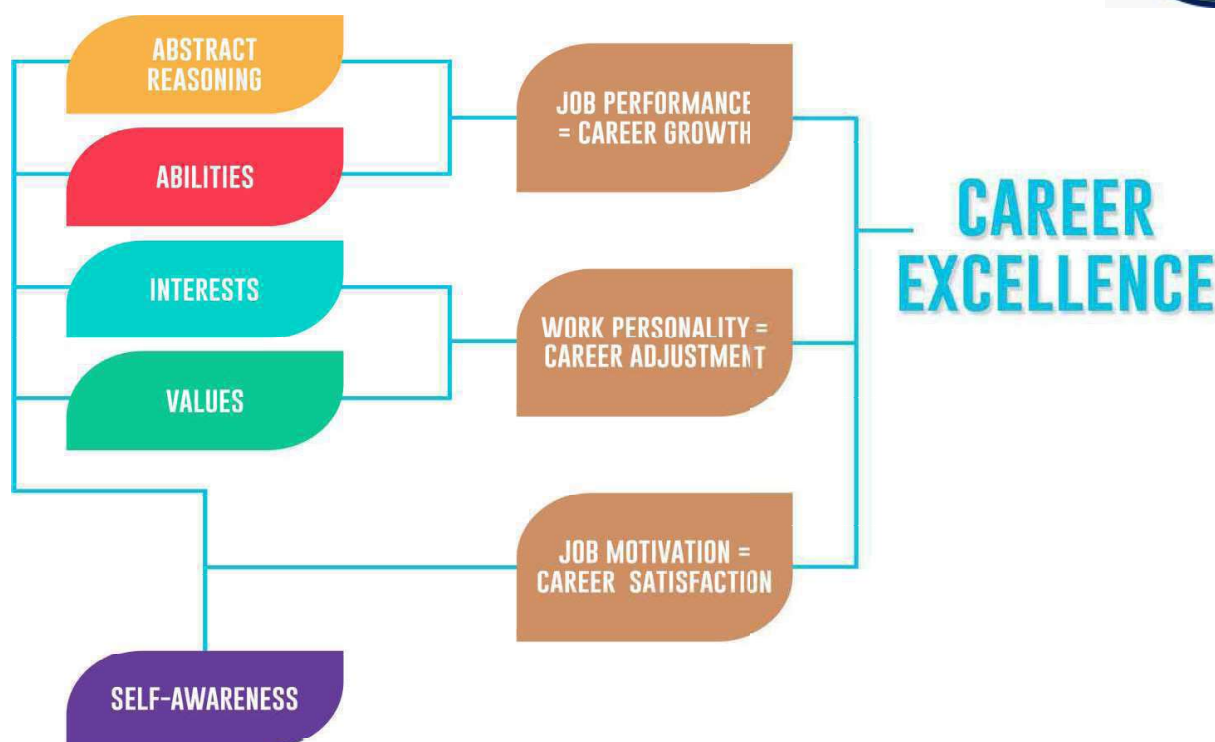 ABSTRACT
REASONING
ABILITIES
INTERESTS
VALUES
SELF-AWARENESS
JOB PERFORMANCE
= CAREER GROWTH
WORK PERSONALITY =
CAREER ADJUSTMENT
JOB MOTIVATION =
CAREER SATISFACTION
CAREER
EXCELLENCE